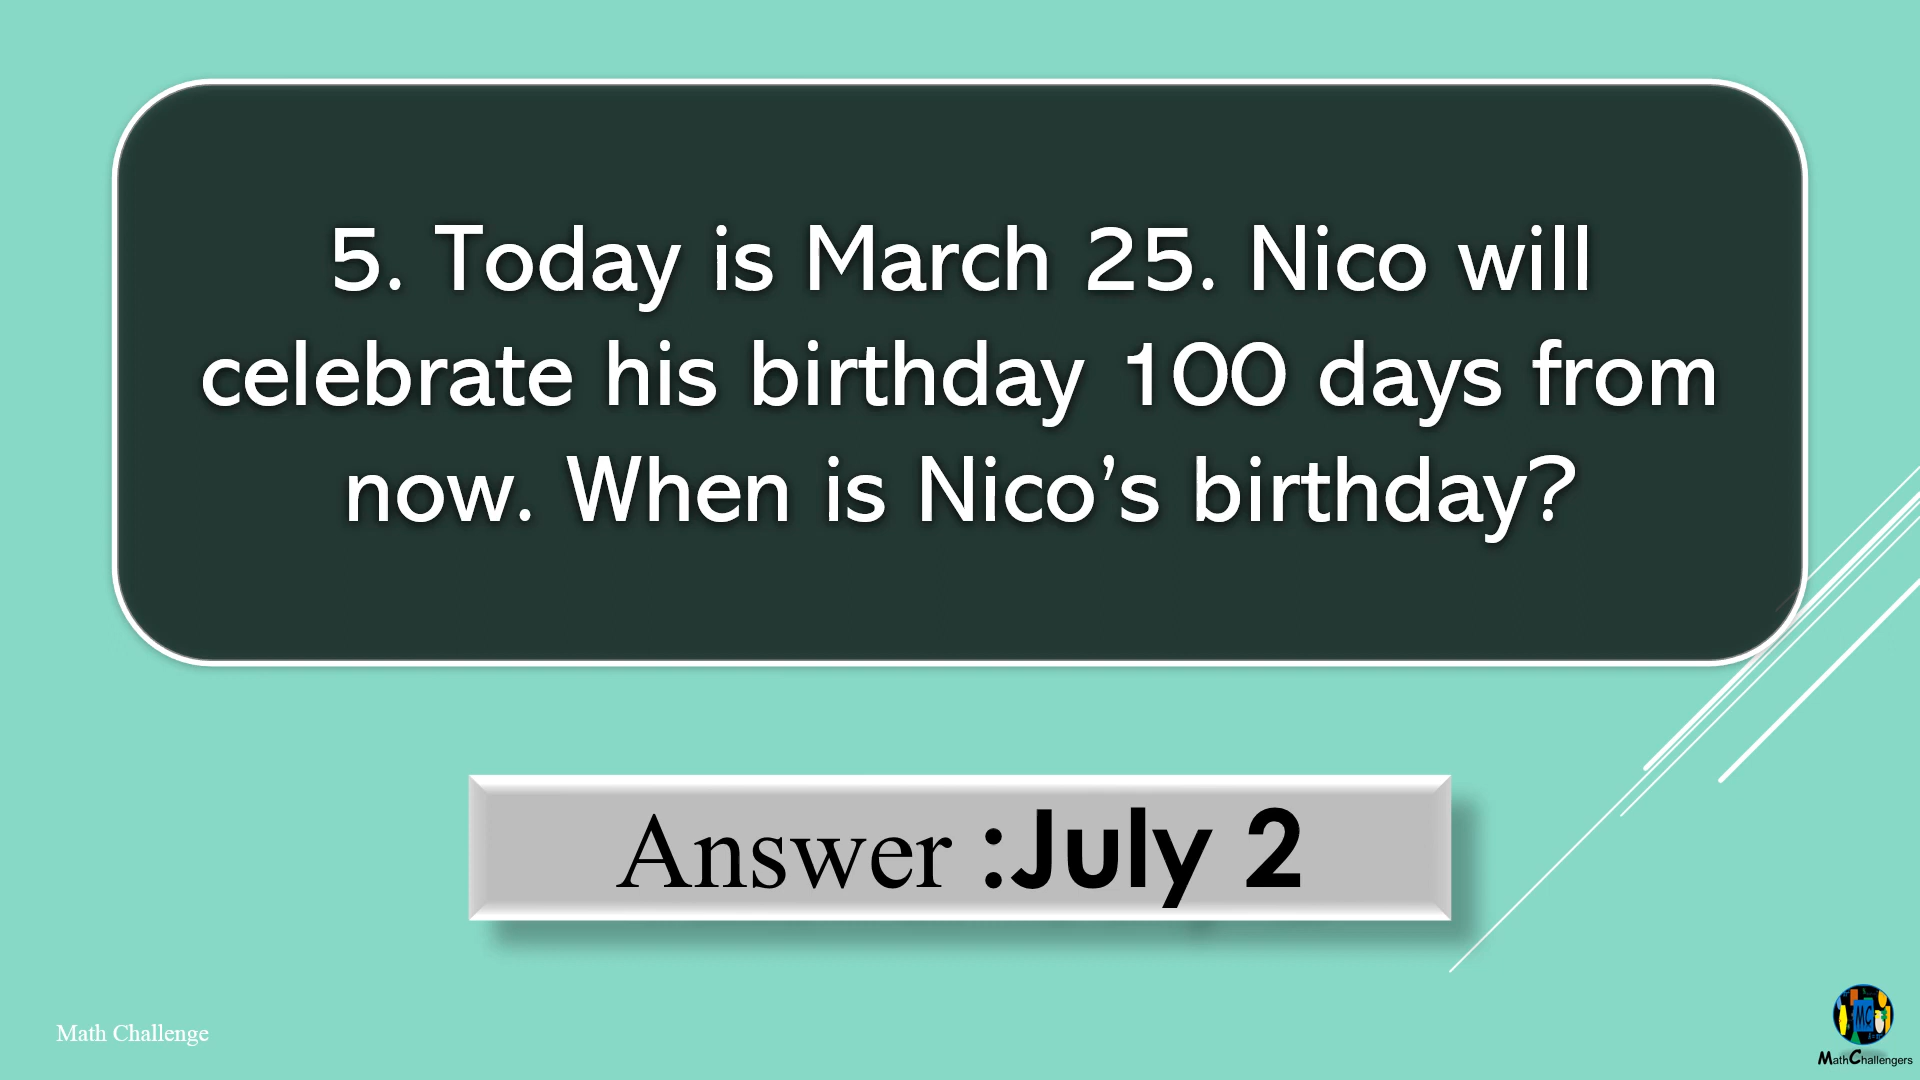 5. Today is March 25. Nico will
celebrate his birthday 100 days from
now. When is Nico’s birthday?
Answer :July 2
Math Challenge
MC
MathChallengers